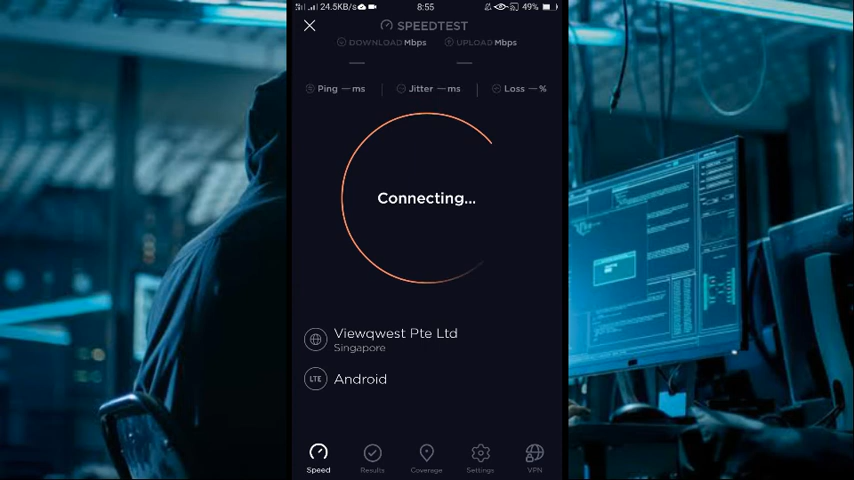 24.5KB/s 8:55 49%
SPEEDTEST
DOWNLOAD Mbps UPLOAD Mbps
Ping — ms Jitter — ms Loss — %
Connecting...
Viewqwest Pte Ltd
Singapore
LTE Android
Speed Results Coverage Settings VPN